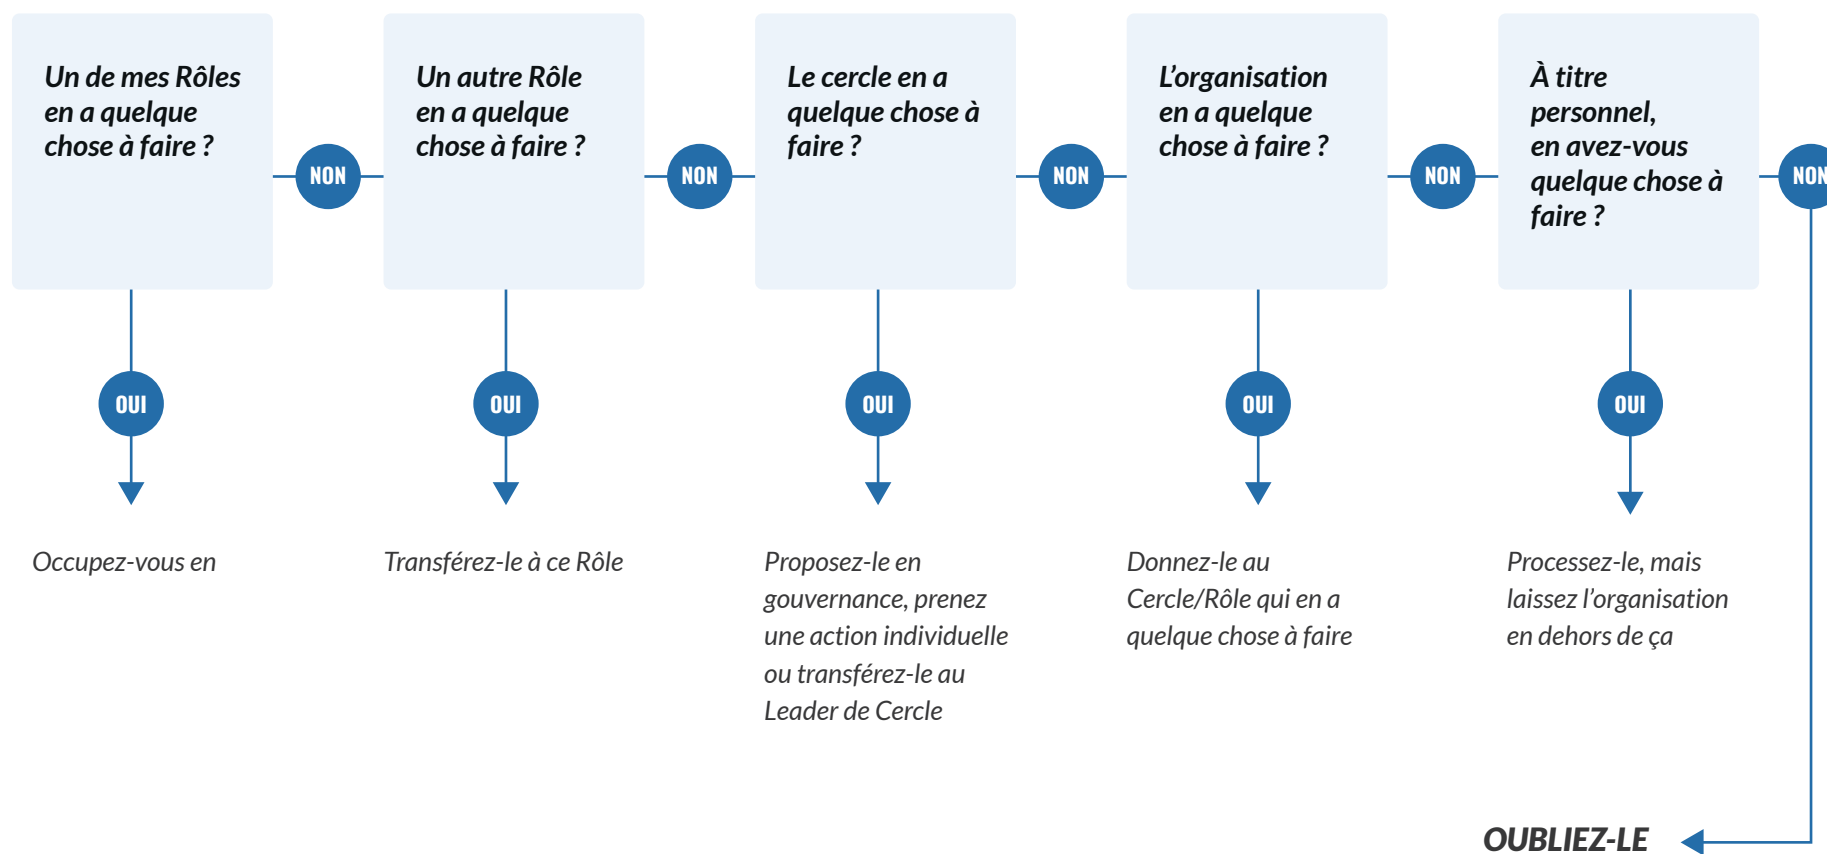 Un de mes Rôles
en a quelque
chose à faire ?
NON
Un autre Rôle
en a quelque
chose à faire ?
NON
Le cercle en a
quelque chose à
faire ?
NON
L’organisation
en a quelque
chose à faire ?
NON
À titre
personnel,
en avez-vous
quelque chose à
faire ?
NON
OUI
OUI
OUI
OUI
OUI
Occupez-vous en
Transférez-le à ce Rôle
Proposez-le en
gouvernance, prenez
une action individuelle
ou transférez-le au
Leader de Cercle
Donnez-le au
Cercle/Rôle qui en a
quelque chose à faire
Processez-le, mais
laissez l’organisation
en dehors de ça
OUBLIEZ-LE